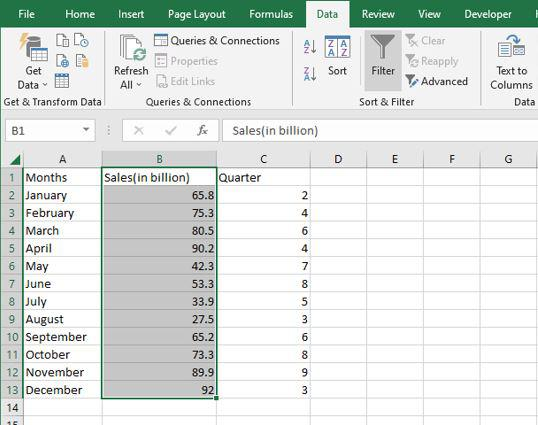 File Home Insert Page Layout Formulas Data Review View Developer
Get Data
Refresh All
Queries & Connections
Properties
Edit Links
Sort
Filter
Clear
Reapply
Advanced
Text to Columns
Get & Transform Data Queries & Connections Sort & Filter Data
B1 fx Sales(in billion)
A B C D E F G
1 Months Sales(in billion) Quarter
2 January 65.8 2
3 February 75.3 4
4 March 80.5 6
5 April 90.2 4
6 May 42.3 7
7 June 53.3 8
8 July 33.9 5
9 August 27.5 3
10 September 65.2 6
11 October 73.3 8
12 November 89.9 9
13 December 92 3
14